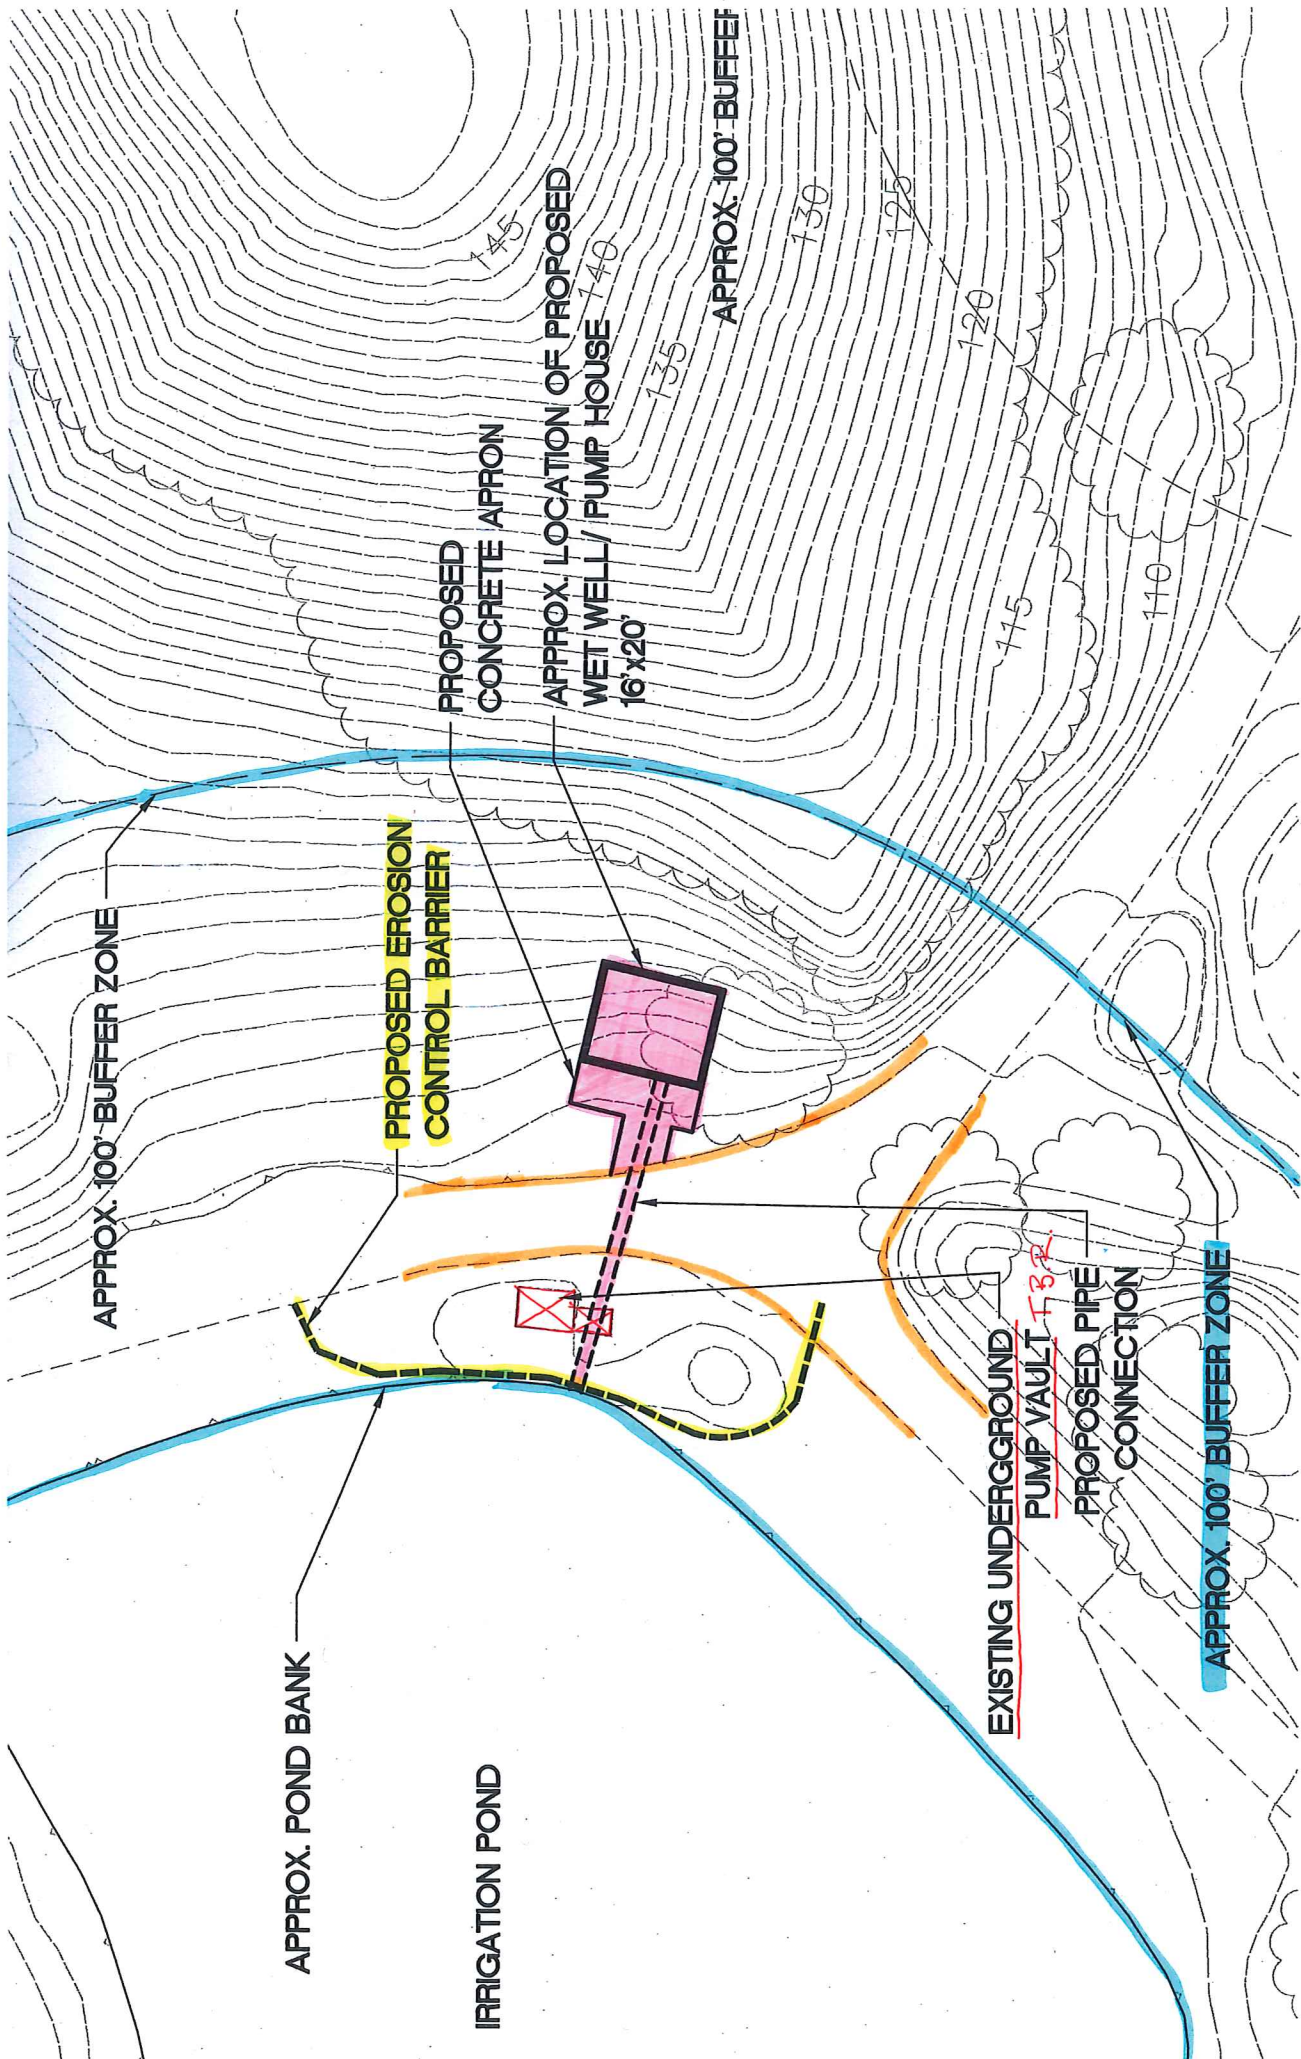 APPROX. 100' BUFFER ZONE
APPROX. POND BANK
PROPOSED EROSION
CONTROL BARRIER
IRRIGATION POND
PROPOSED
CONCRETE APRON
APPROX. LOCATION OF PROPOSED
WET WELL/ PUMP HOUSE
16'x20'
145
140
135
APPROX. 100' BUFFER
130
125
120
115
110
EXISTING UNDERGGROUND
PUMP VAULT T.B.R.
PROPOSED PIPE
CONNECTION
APPROX. 100' BUFFER ZONE